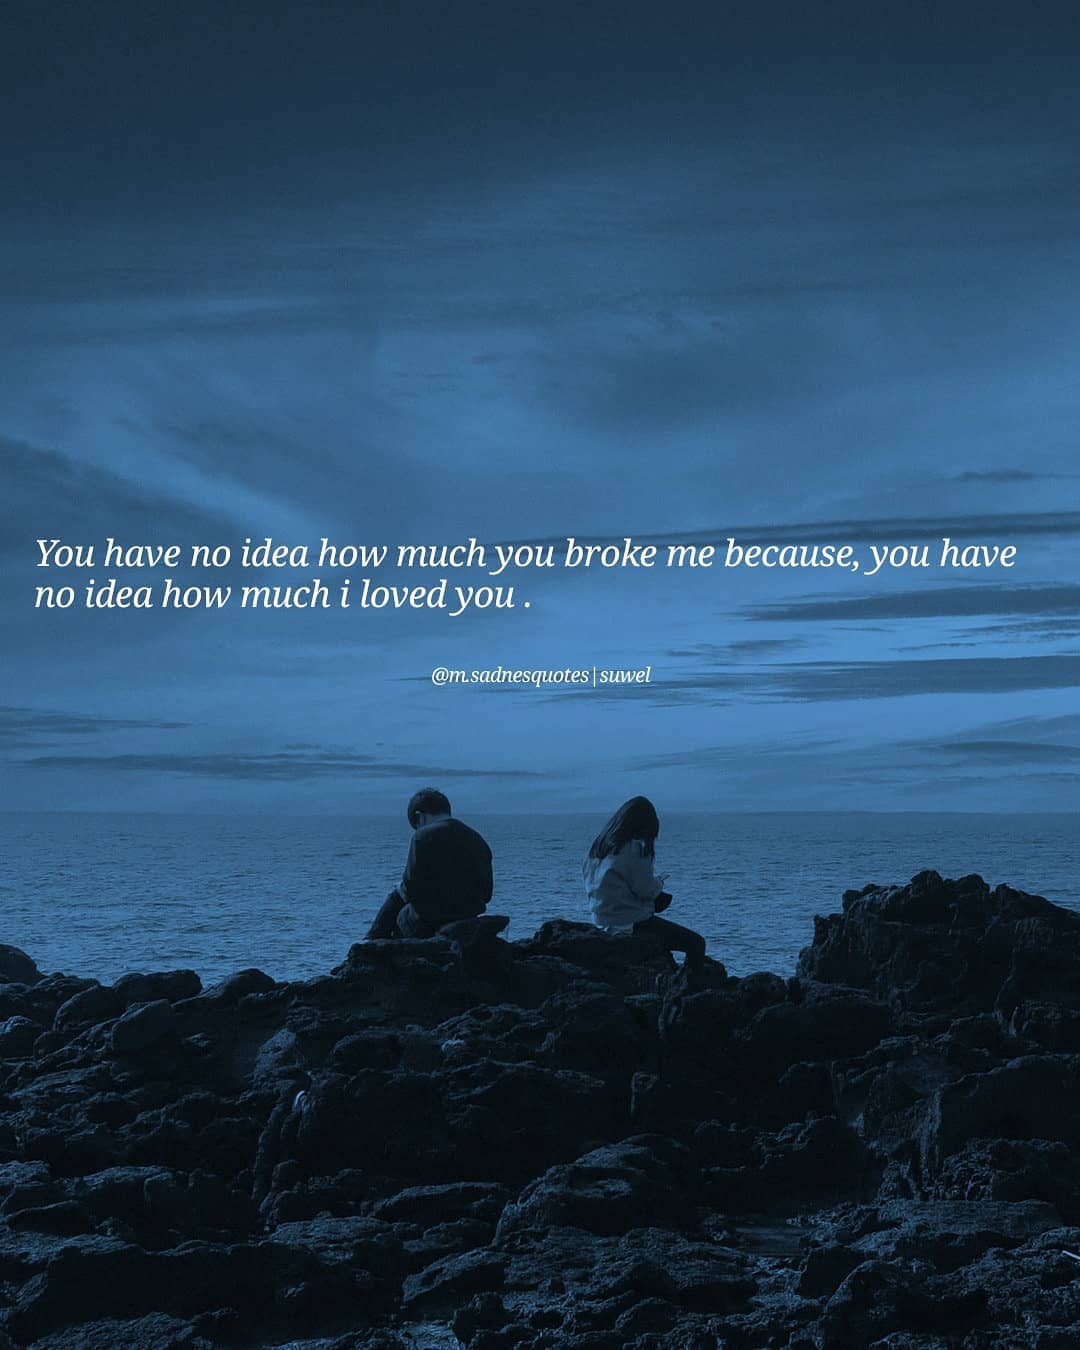 You have no idea how much you broke me because, you have
no idea how much i loved you .
@m.sadnesquotes|suwel